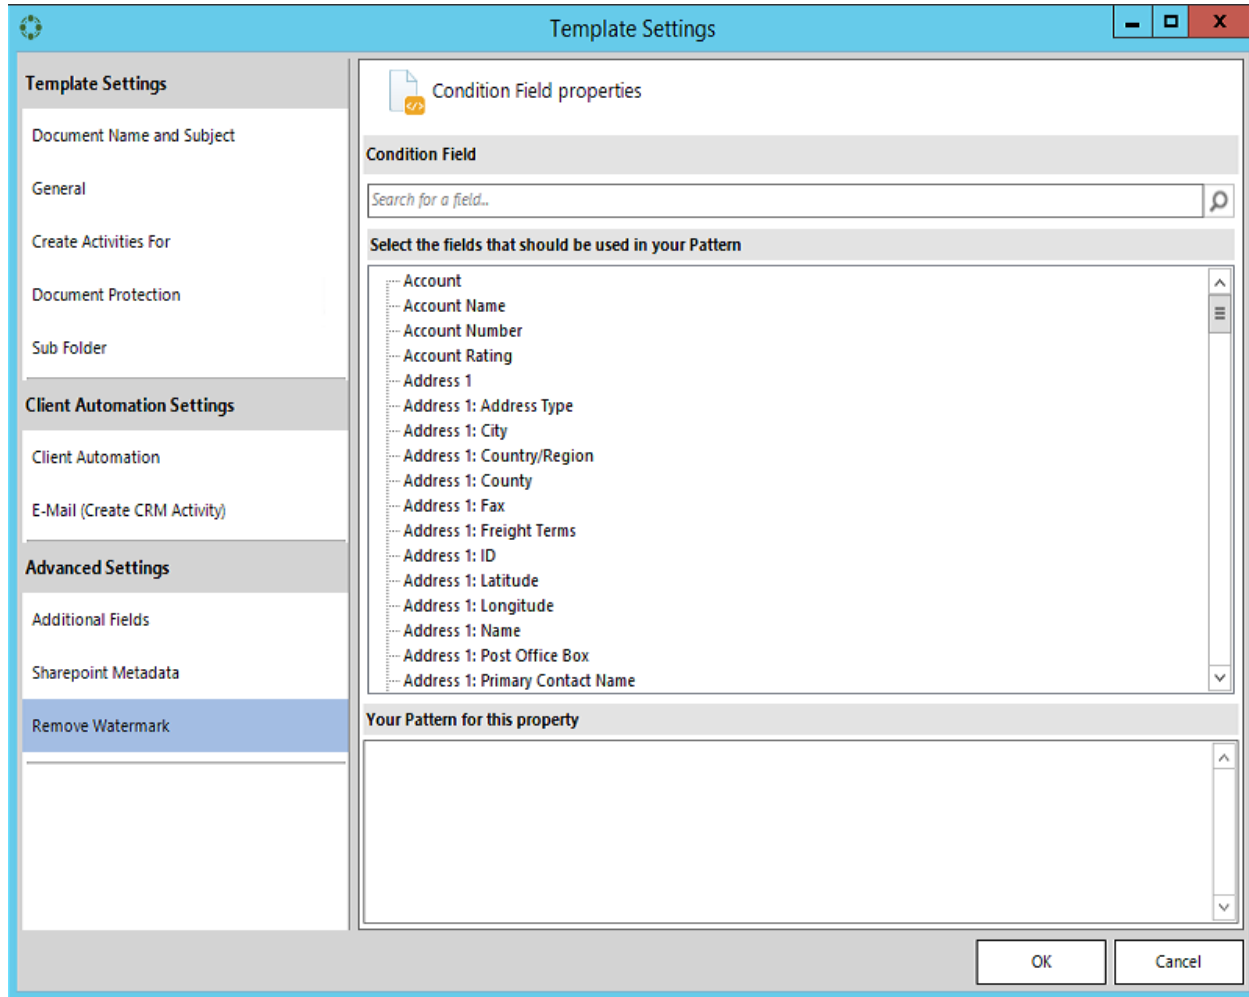 Template Settings
X
Template Settings
Document Name and Subject
General
Create Activities For
Document Protection
Sub Folder
Client Automation Settings
Client Automation
E-Mail (Create CRM Activity)
Advanced Settings
Additional Fields
Sharepoint Metadata
Remove Watermark
Condition Field properties
Condition Field
Search for a field...
Select the fields that should be used in your Pattern
Account
Account Name
Account Number
Account Rating
Address 1
Address 1: Address Type
Address 1: City
Address 1: Country/Region
Address 1: County
Address 1: Fax
Address 1: Freight Terms
Address 1: ID
Address 1: Latitude
Address 1: Longitude
Address 1: Name
Address 1: Post Office Box
Address 1: Primary Contact Name
Your Pattern for this property
OK
Cancel